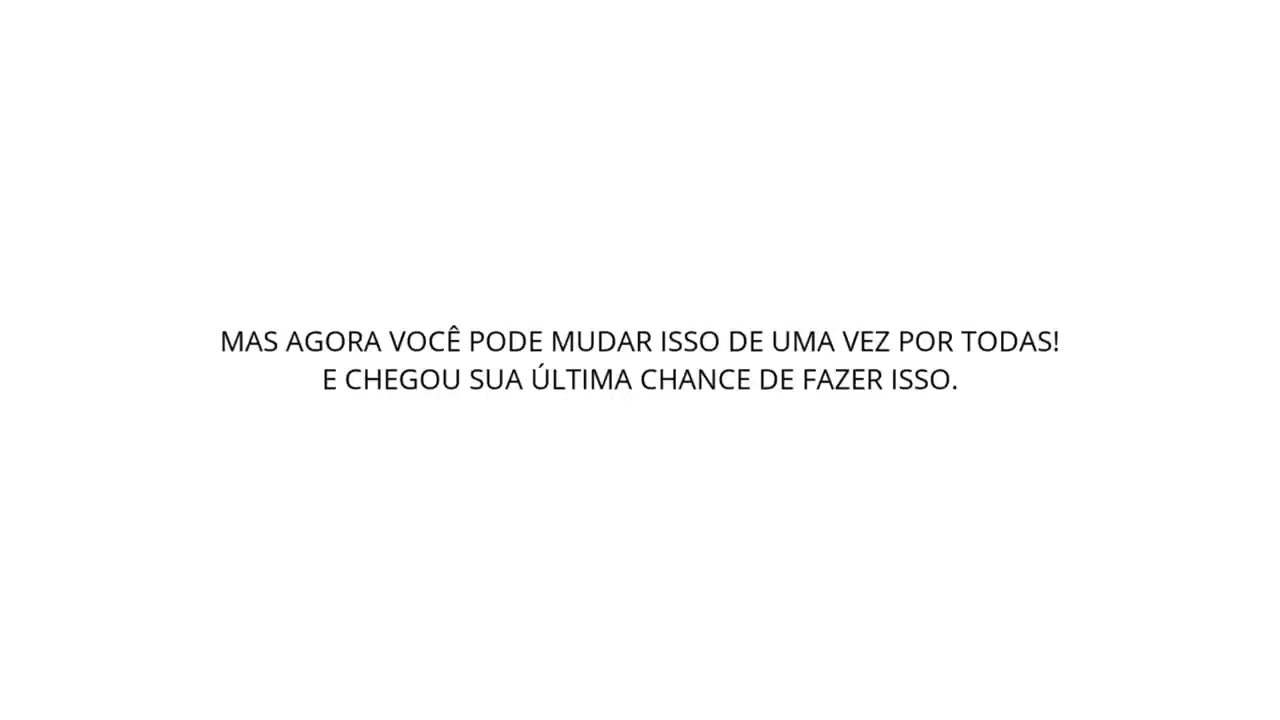 MAS AGORA VOCÊ PODE MUDAR ISSO DE UMA VEZ POR TODAS!
E CHEGOU SUA ÚLTIMA CHANCE DE FAZER ISSO.